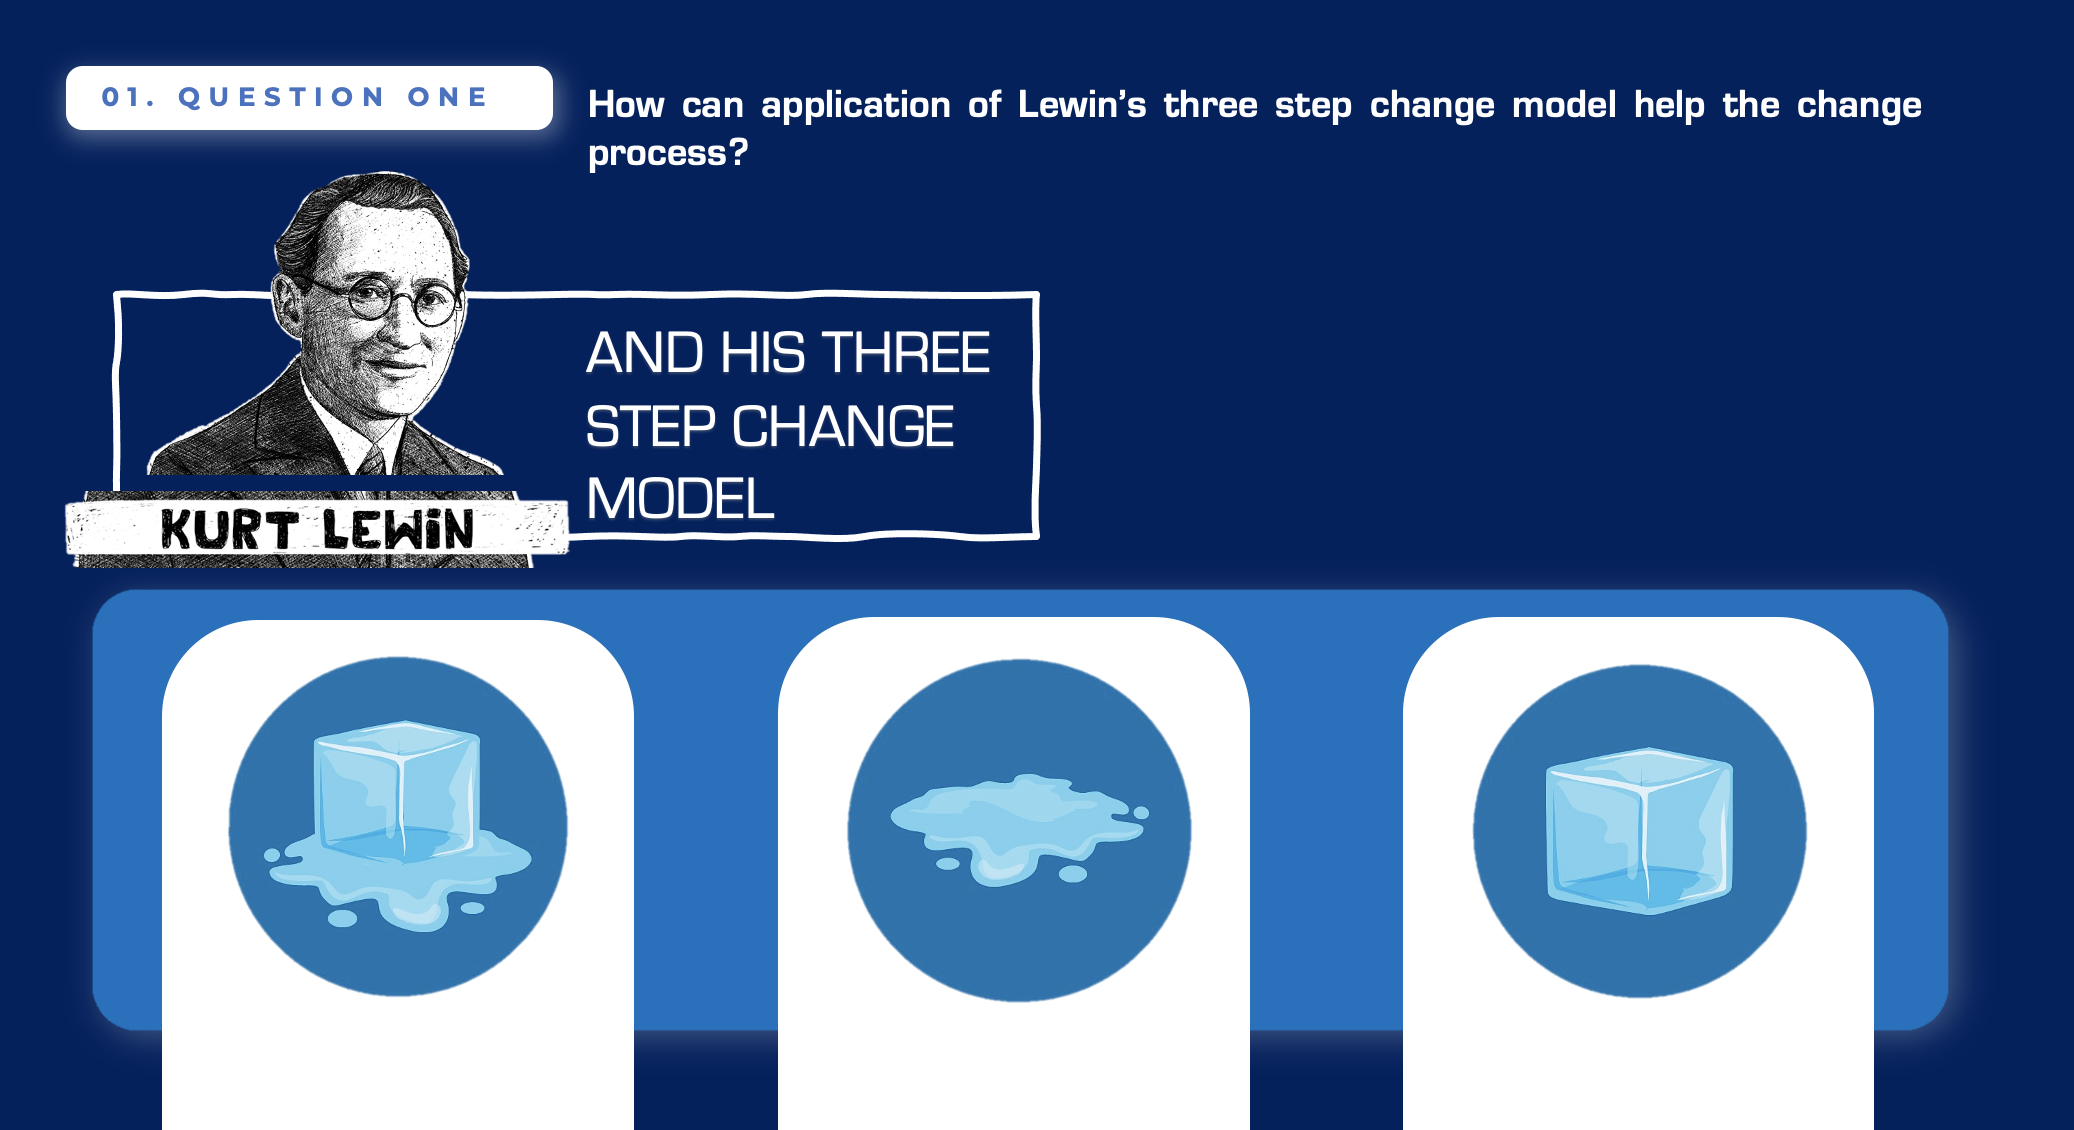 01. QUESTION ONE
How can application of Lewin’s three step change model help the change
process?
AND HIS THREE
STEP CHANGE
MODEL
KURT LEWiN